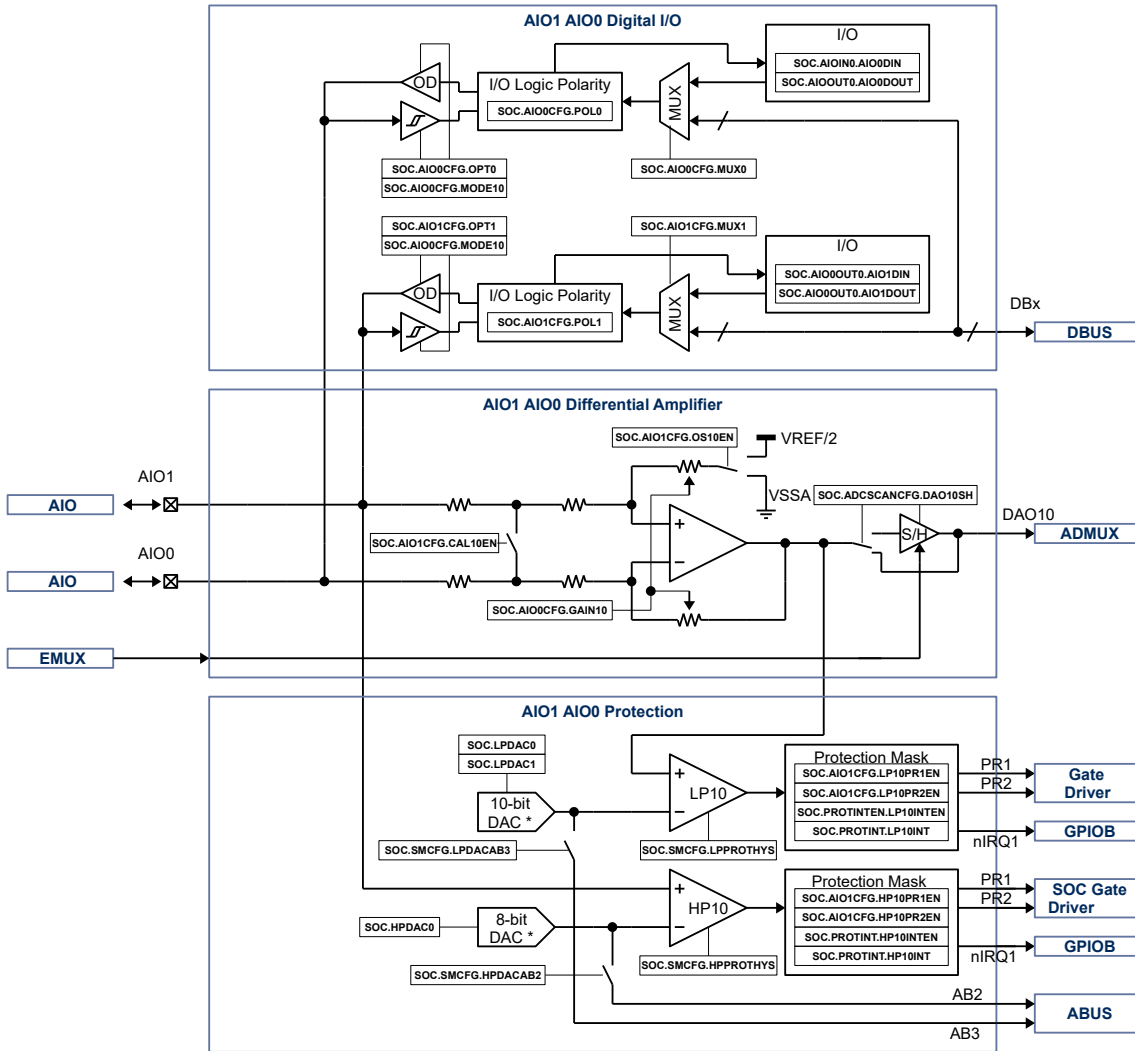 AIO1 AIO0 Digital I/O
I/O
SOC.AIOIN0.AIO0DIN
SOC.AIOOUT0.AIO0DOUT
OD
I/O Logic Polarity
SOC.AIO0CFG.POL0
MUX
SOC.AIO0CFG.OPT0
SOC.AIO0CFG.MODE10
SOC.AIO0CFG.MUX0
SOC.AIO1CFG.OPT1
SOC.AIO0CFG.MODE10
SOC.AIO1CFG.MUX1
I/O
SOC.AIO0OUT0.AIO1DIN
SOC.AIO0OUT0.AIO1DOUT
OD
I/O Logic Polarity
SOC.AIO1CFG.POL1
MUX
DBx
DBUS
AIO1 AIO0 Differential Amplifier
SOC.AIO1CFG.OS10EN
VREF/2
VSSA
SOC.ADCSCANCFG.DAO10SH
AIO1
AIO
+
S/H
DAO10
ADMUX
SOC.AIO1CFG.CAL10EN
AIO0
AIO
−
SOC.AIO0CFG.GAIN10
EMUX
AIO1 AIO0 Protection
SOC.LPDAC0
SOC.LPDAC1
10-bit
DAC *
+
LP10
−
Protection Mask
SOC.AIO1CFG.LP10PR1EN
SOC.AIO1CFG.LP10PR2EN
SOC.PROTINTEN.LP10INTEN
SOC.PROTINT.LP10INT
PR1
PR2
Gate
Driver
nIRQ1
GPIOB
SOC.SMCFG.LPDACAB3
SOC.SMCFG.LPPROTHYS
SOC.HPDAC0
8-bit
DAC *
+
HP10
−
Protection Mask
SOC.AIO1CFG.HP10PR1EN
SOC.AIO1CFG.HP10PR2EN
SOC.PROTINT.HP10INTEN
SOC.PROTINT.HP10INT
PR1
PR2
SOC Gate
Driver
nIRQ1
GPIOB
SOC.SMCFG.HPDACAB2
SOC.SMCFG.HPPROTHYS
AB2
AB3
ABUS